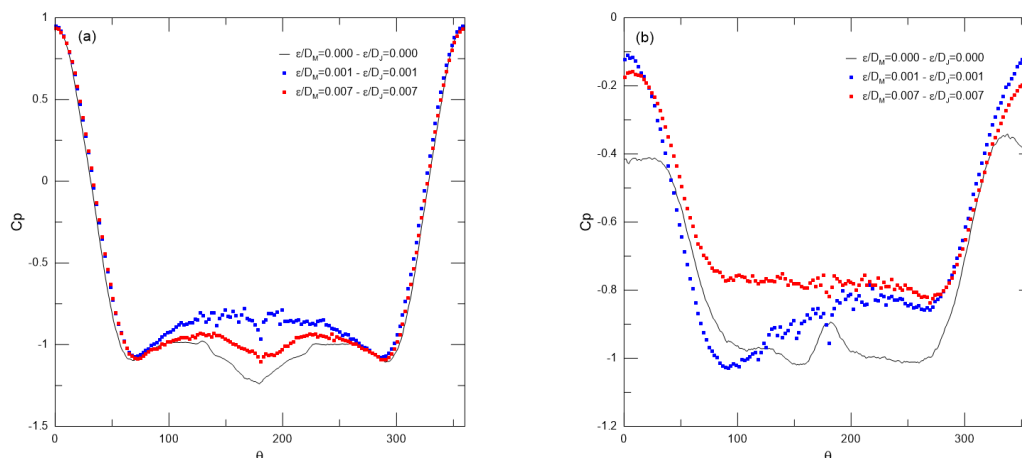 (a)
ε/D_M=0.000 - ε/D_J=0.000
ε/D_M=0.001 - ε/D_J=0.001
ε/D_M=0.007 - ε/D_J=0.007
1
0.5
0
-0.5
-1
-1.5
Cp
0 100 200 300
θ
(b)
ε/D_M=0.000 - ε/D_J=0.000
ε/D_M=0.001 - ε/D_J=0.001
ε/D_M=0.007 - ε/D_J=0.007
0
-0.2
-0.4
-0.6
-0.8
-1
-1.2
Cp
0 100 200 300
θ